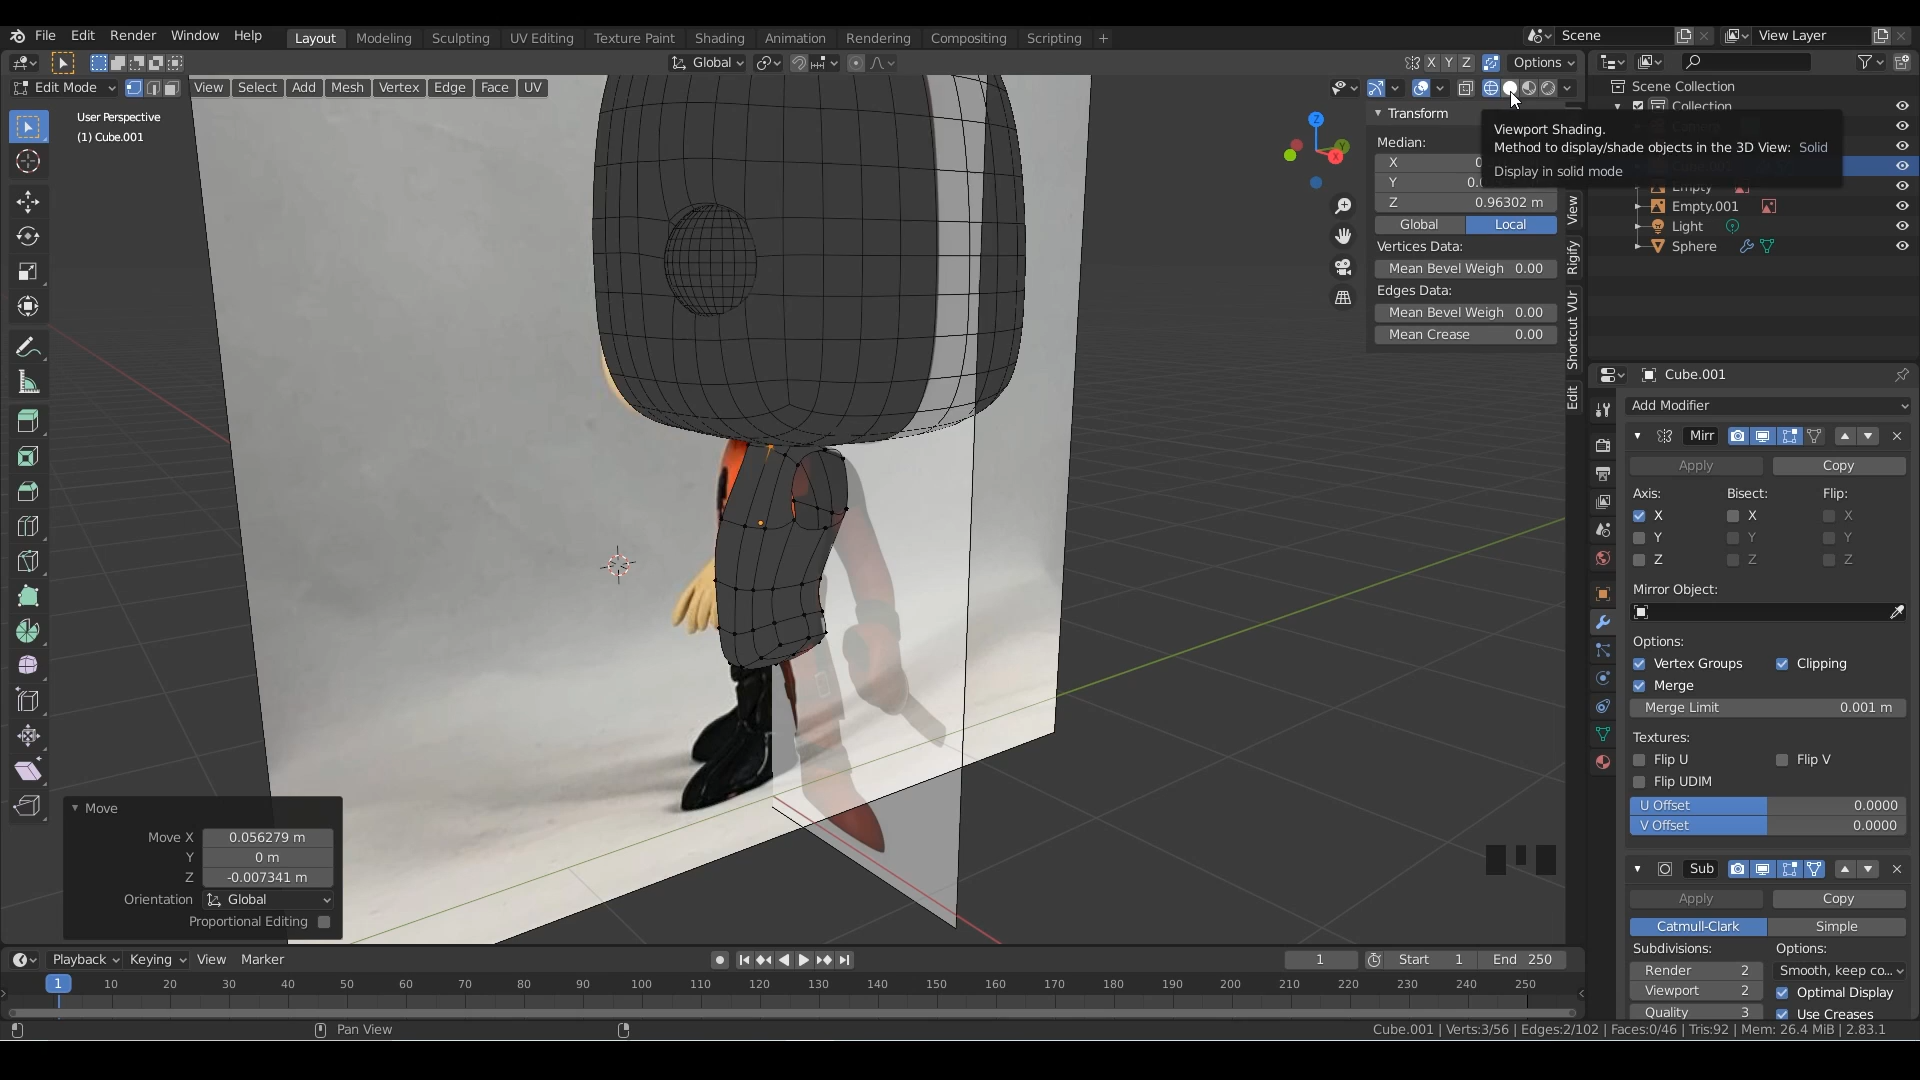 File Edit Render Window Help Layout Modeling Sculpting UV Editing Texture Paint Shading Animation Rendering Compositing Scripting + Scene View Layer
Global X Y Z Options
Edit Mode View Select Add Mesh Vertex Edge Face UV
User Perspective
(1) Cube.001
Scene Collection
Collection
Empty
Empty.001
Light
Sphere
Viewport Shading.
Method to display/shade objects in the 3D View: Solid
Display in solid mode
Transform
Median:
X
Y
Z 0.96302 m
Global Local
Vertices Data:
Mean Bevel Weigh 0.00
Edges Data:
Mean Bevel Weigh 0.00
Mean Crease 0.00
View
Rigify
Shortcut VUr
Edit
Z
Y
X
Cube.001
Add Modifier
Mirr
Apply Copy
Axis: Bisect: Flip:
X X X
Y Y Y
Z Z Z
Mirror Object:
Options:
Vertex Groups Clipping
Merge
Merge Limit 0.001 m
Textures:
Flip U Flip V
Flip UDIM
U Offset 0.0000
V Offset 0.0000
Sub
Apply Copy
Catmull-Clark Simple
Subdivisions: Options:
Render 2 Smooth, keep co...
Viewport 2 Optimal Display
Quality 3 Use Creases
Move
Move X 0.056279 m
Y 0 m
Z -0.007341 m
Orientation Global
Proportional Editing
Playback Keying View Marker 1 Start 1 End 250
1 10 20 30 40 50 60 70 80 90 100 110 120 130 140 150 160 170 180 190 200 210 220 230 240 250
Pan View Cube.001 | Verts:3/56 | Edges:2/102 | Faces:0/46 | Tris:92 | Mem: 26.4 MiB | 2.83.1